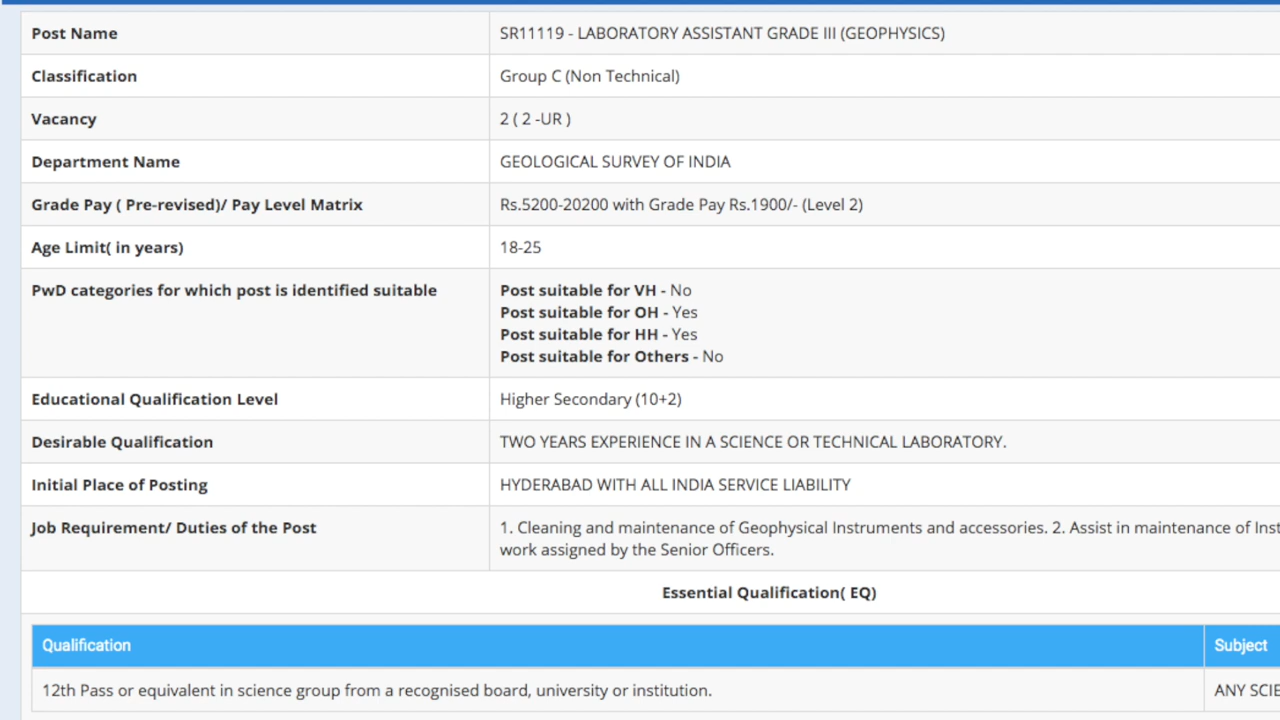 Post Name SR11119 - LABORATORY ASSISTANT GRADE III (GEOPHYSICS)
Classification Group C (Non Technical)
Vacancy 2 ( 2 -UR )
Department Name GEOLOGICAL SURVEY OF INDIA
Grade Pay ( Pre-revised)/ Pay Level Matrix Rs.5200-20200 with Grade Pay Rs.1900/- (Level 2)
Age Limit( in years) 18-25
PwD categories for which post is identified suitable Post suitable for VH - No
Post suitable for OH - Yes
Post suitable for HH - Yes
Post suitable for Others - No
Educational Qualification Level Higher Secondary (10+2)
Desirable Qualification TWO YEARS EXPERIENCE IN A SCIENCE OR TECHNICAL LABORATORY.
Initial Place of Posting HYDERABAD WITH ALL INDIA SERVICE LIABILITY
Job Requirement/ Duties of the Post 1. Cleaning and maintenance of Geophysical Instruments and accessories. 2. Assist in maintenance of
work assigned by the Senior Officers.
Essential Qualification( EQ)
Qualification Subject
12th Pass or equivalent in science group from a recognised board, university or institution. ANY